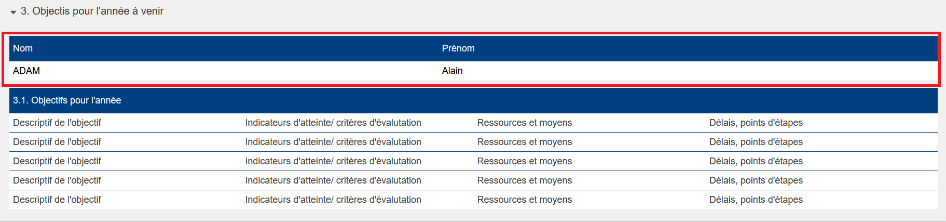 3. Objectis pour l'année à venir
Nom Prénom
ADAM Alain
3.1. Objectifs pour l'année
Descriptif de l'objectif Indicateurs d'atteinte/ critères d'évalutation Ressources et moyens Délais, points d'étapes
Descriptif de l'objectif Indicateurs d'atteinte/ critères d'évalutation Ressources et moyens Délais, points d'étapes
Descriptif de l'objectif Indicateurs d'atteinte/ critères d'évalutation Ressources et moyens Délais, points d'étapes
Descriptif de l'objectif Indicateurs d'atteinte/ critères d'évalutation Ressources et moyens Délais, points d'étapes
Descriptif de l'objectif Indicateurs d'atteinte/ critères d'évalutation Ressources et moyens Délais, points d'étapes